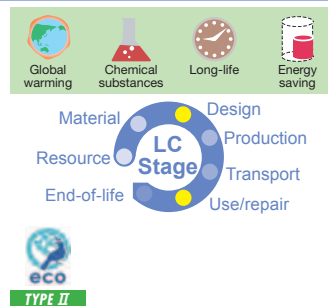 Global warming
Chemical substances
Long-life
Energy saving
Design
Material
Production
LC Stage
Resource
Transport
End-of-life
Use/repair
eco
TYPE II